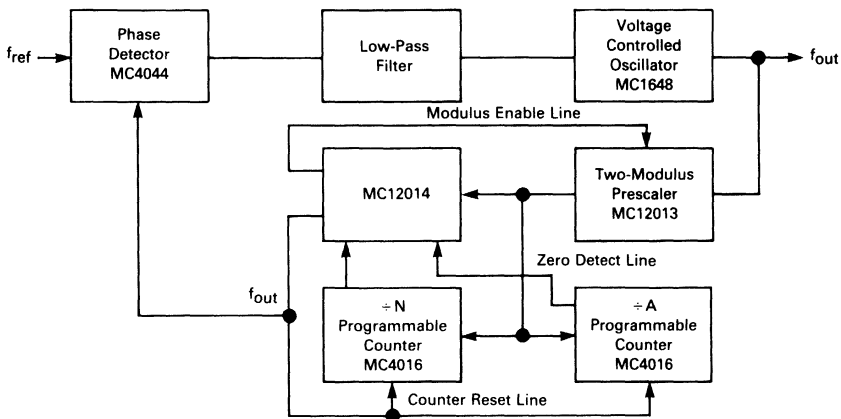 f_ref
Phase
Detector
MC4044
Low-Pass
Filter
Voltage
Controlled
Oscillator
MC1648
f_out
Modulus Enable Line
MC12014
Two-Modulus
Prescaler
MC12013
Zero Detect Line
f_out
÷ N
Programmable
Counter
MC4016
÷ A
Programmable
Counter
MC4016
Counter Reset Line